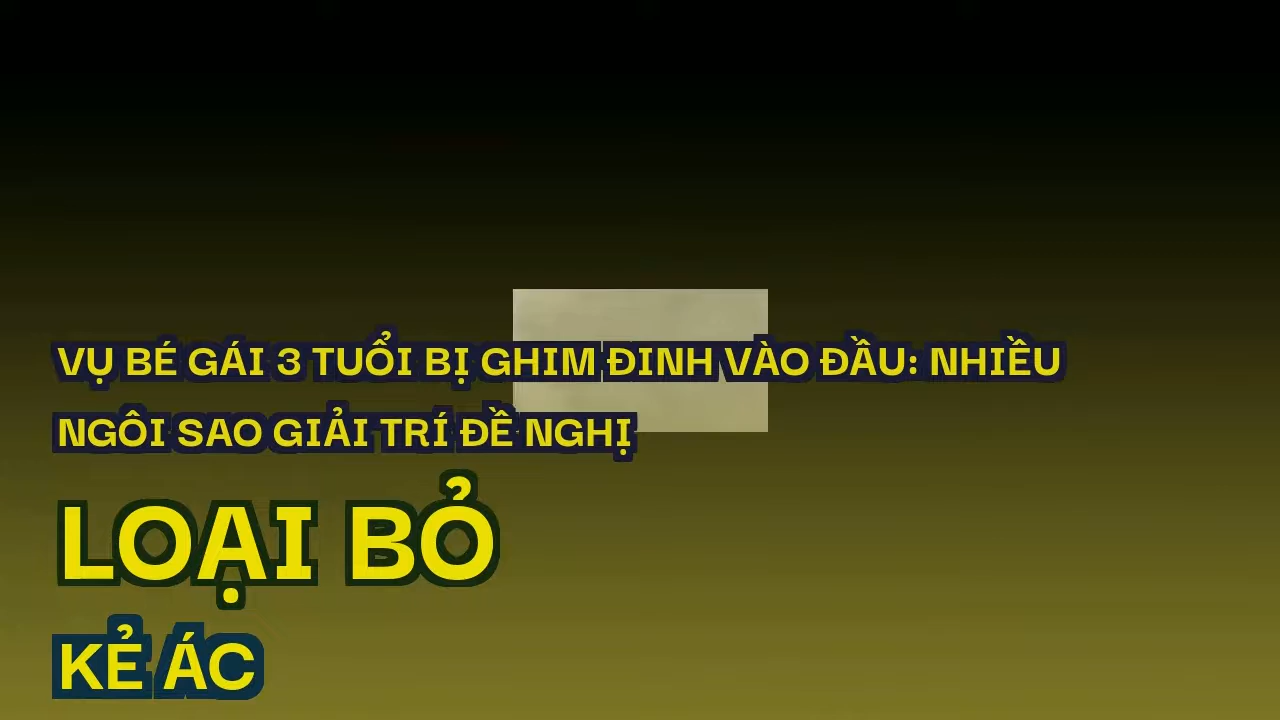 VỤ BÉ GÁI 3 TUỔI BỊ GHIM ĐINH VÀO ĐẦU: NHIỀU
NGÔI SAO GIẢI TRÍ ĐỀ NGHỊ
LOẠI BỎ
KẺ ÁC